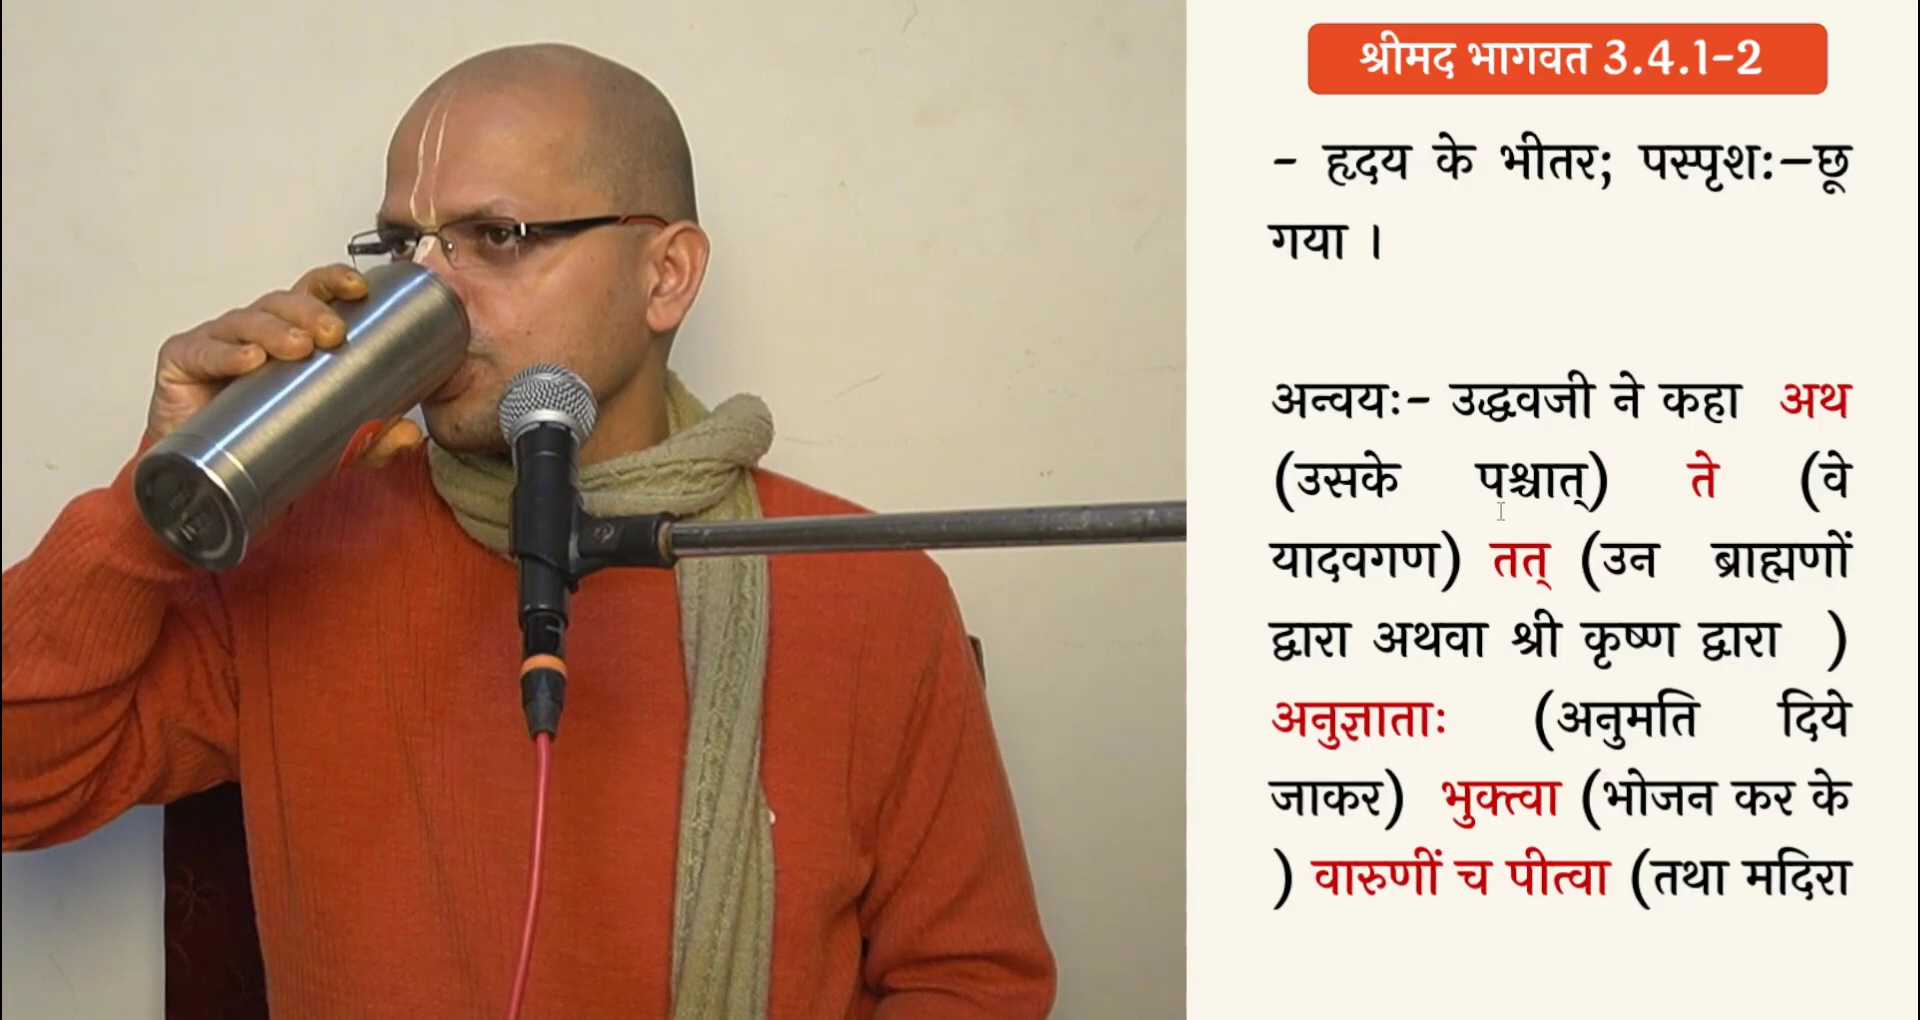 श्रीमद भागवत 3.4.1-2
- हृदय के भीतर; पस्पृश:–छू
गया ।
अन्वयः- उद्धवजी ने कहा अथ
(उसके पश्चात्) ते (वे
यादवगण) तत् (उन ब्राह्मणों
द्वारा अथवा श्री कृष्ण द्वारा )
अनुज्ञाताः (अनुमति दिये
जाकर) भुक्त्वा (भोजन कर के
) वारुणीं च पीत्वा (तथा मदिरा